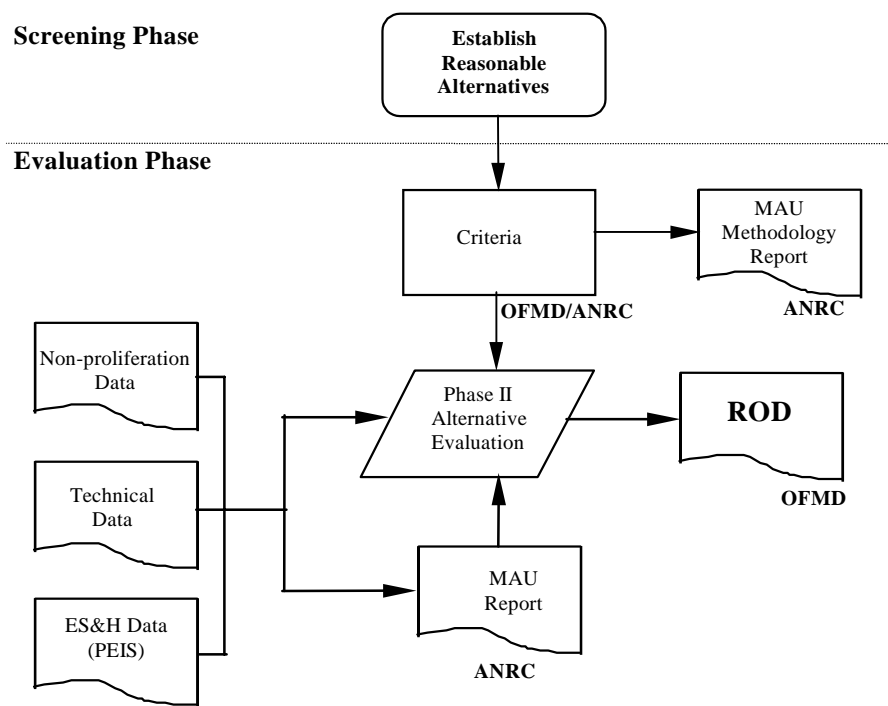 Screening Phase
Establish
Reasonable
Alternatives
Evaluation Phase
Criteria
OFMD/ANRC
MAU
Methodology
Report
ANRC
Non-proliferation
Data
Technical
Data
ES&H Data
(PEIS)
Phase II
Alternative
Evaluation
ROD
OFMD
MAU
Report
ANRC